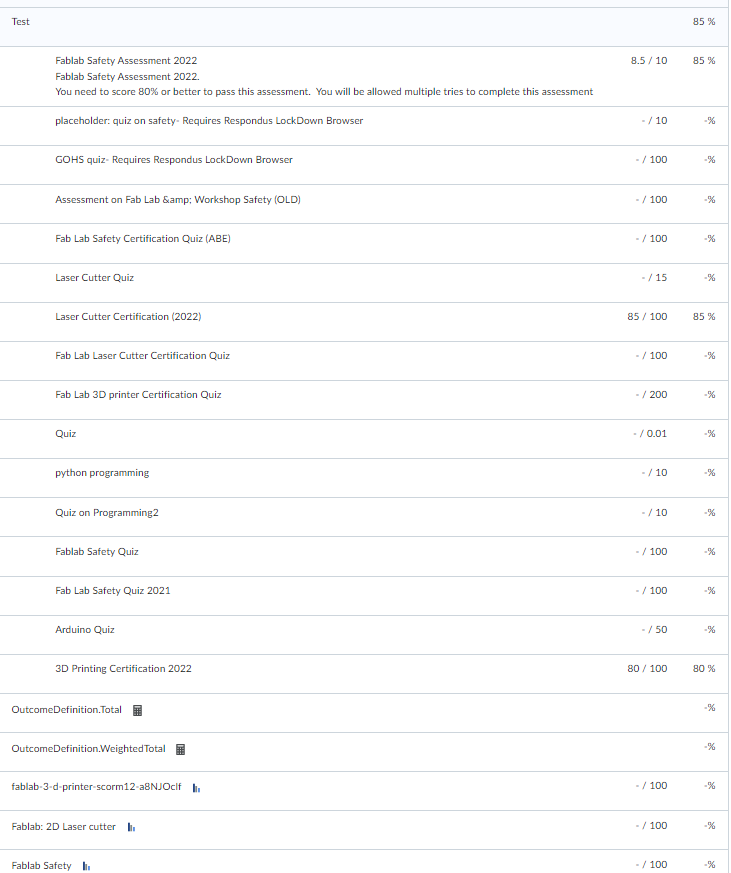 Test 85 %
Fablab Safety Assessment 2022 8.5 / 10 85 %
Fablab Safety Assessment 2022.
You need to score 80% or better to pass this assessment. You will be allowed multiple tries to complete this assessment
placeholder: quiz on safety- Requires Respondus LockDown Browser - / 10 -%
GOHS quiz- Requires Respondus LockDown Browser - / 100 -%
Assessment on Fab Lab &amp; Workshop Safety (OLD) - / 100 -%
Fab Lab Safety Certification Quiz (ABE) - / 100 -%
Laser Cutter Quiz - / 15 -%
Laser Cutter Certification (2022) 85 / 100 85 %
Fab Lab Laser Cutter Certification Quiz - / 100 -%
Fab Lab 3D printer Certification Quiz - / 200 -%
Quiz - / 0.01 -%
python programming - / 10 -%
Quiz on Programming2 - / 10 -%
Fablab Safety Quiz - / 100 -%
Fab Lab Safety Quiz 2021 - / 100 -%
Arduino Quiz - / 50 -%
3D Printing Certification 2022 80 / 100 80 %
OutcomeDefinition.Total -%
OutcomeDefinition.WeightedTotal -%
fablab-3-d-printer-scorm12-a8NJOclf - / 100 -%
Fablab: 2D Laser cutter - / 100 -%
Fablab Safety - / 100 -%